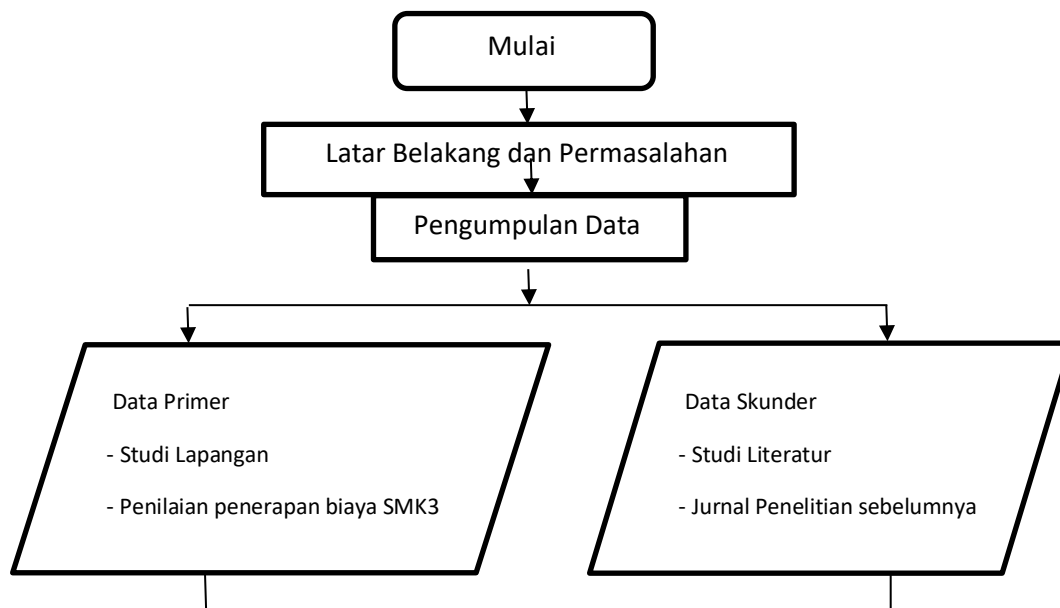 Mulai
Latar Belakang dan Permasalahan
Pengumpulan Data
Data Primer
- Studi Lapangan
- Penilaian penerapan biaya SMK3
Data Skunder
- Studi Literatur
- Jurnal Penelitian sebelumnya